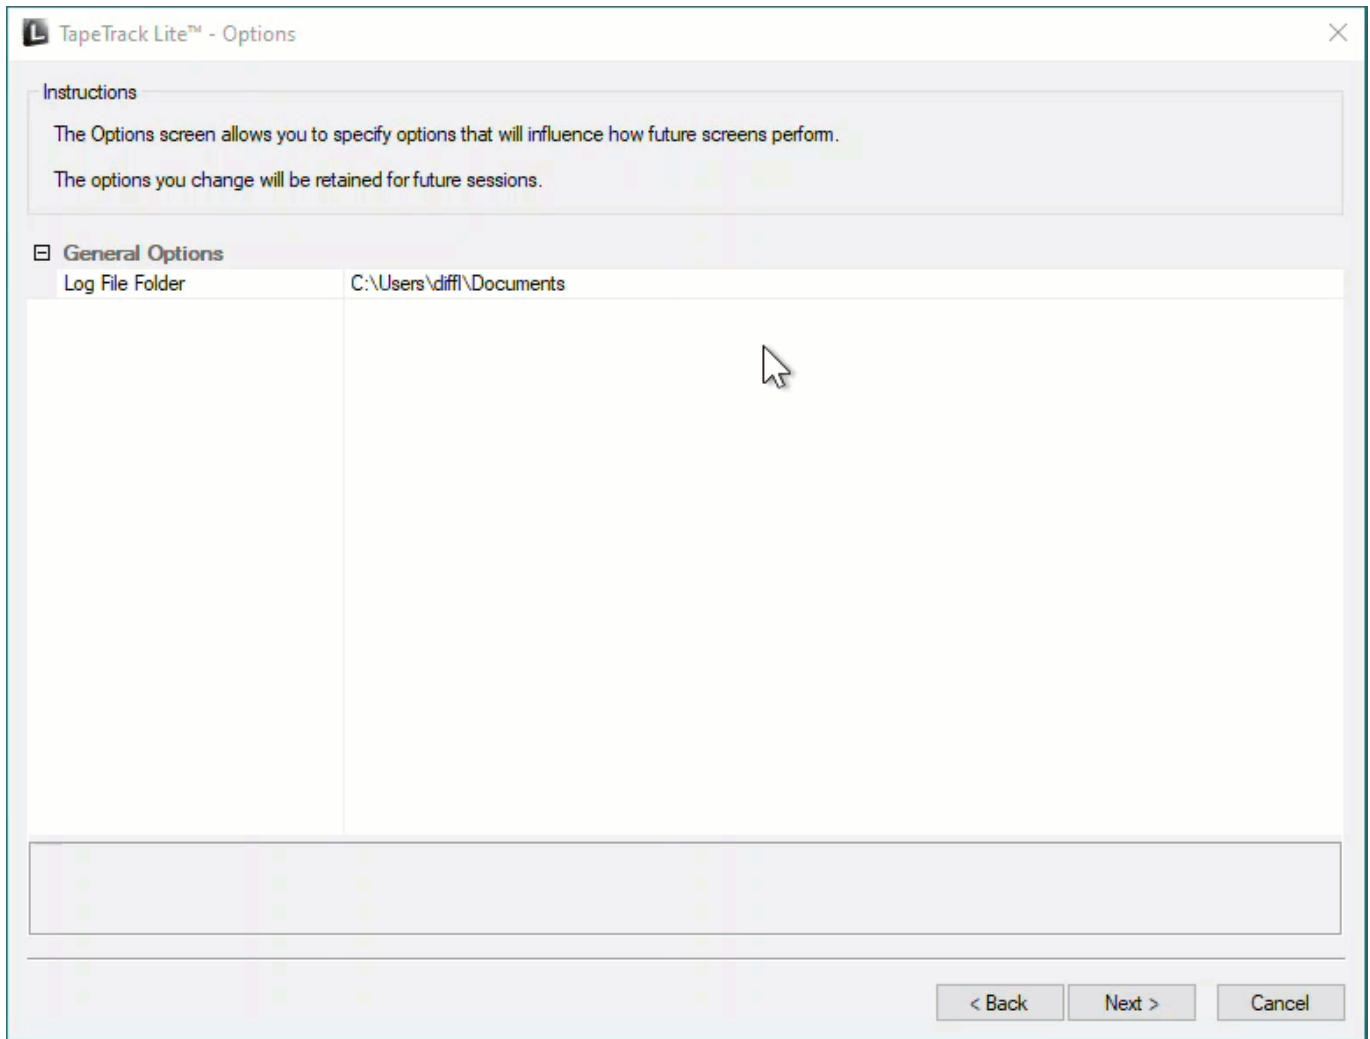 TapeTrack Lite™ - Options
Instructions
The Options screen allows you to specify options that will influence how future screens perform.
The options you change will be retained for future sessions.
General Options
Log File Folder C:\Users\diffl\Documents
< Back Next > Cancel